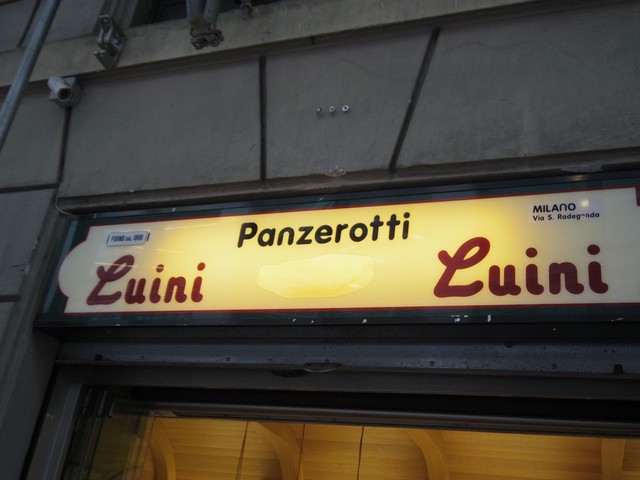 Panzerotti
MILANO
Via S. Radegonda
Luini
Luini